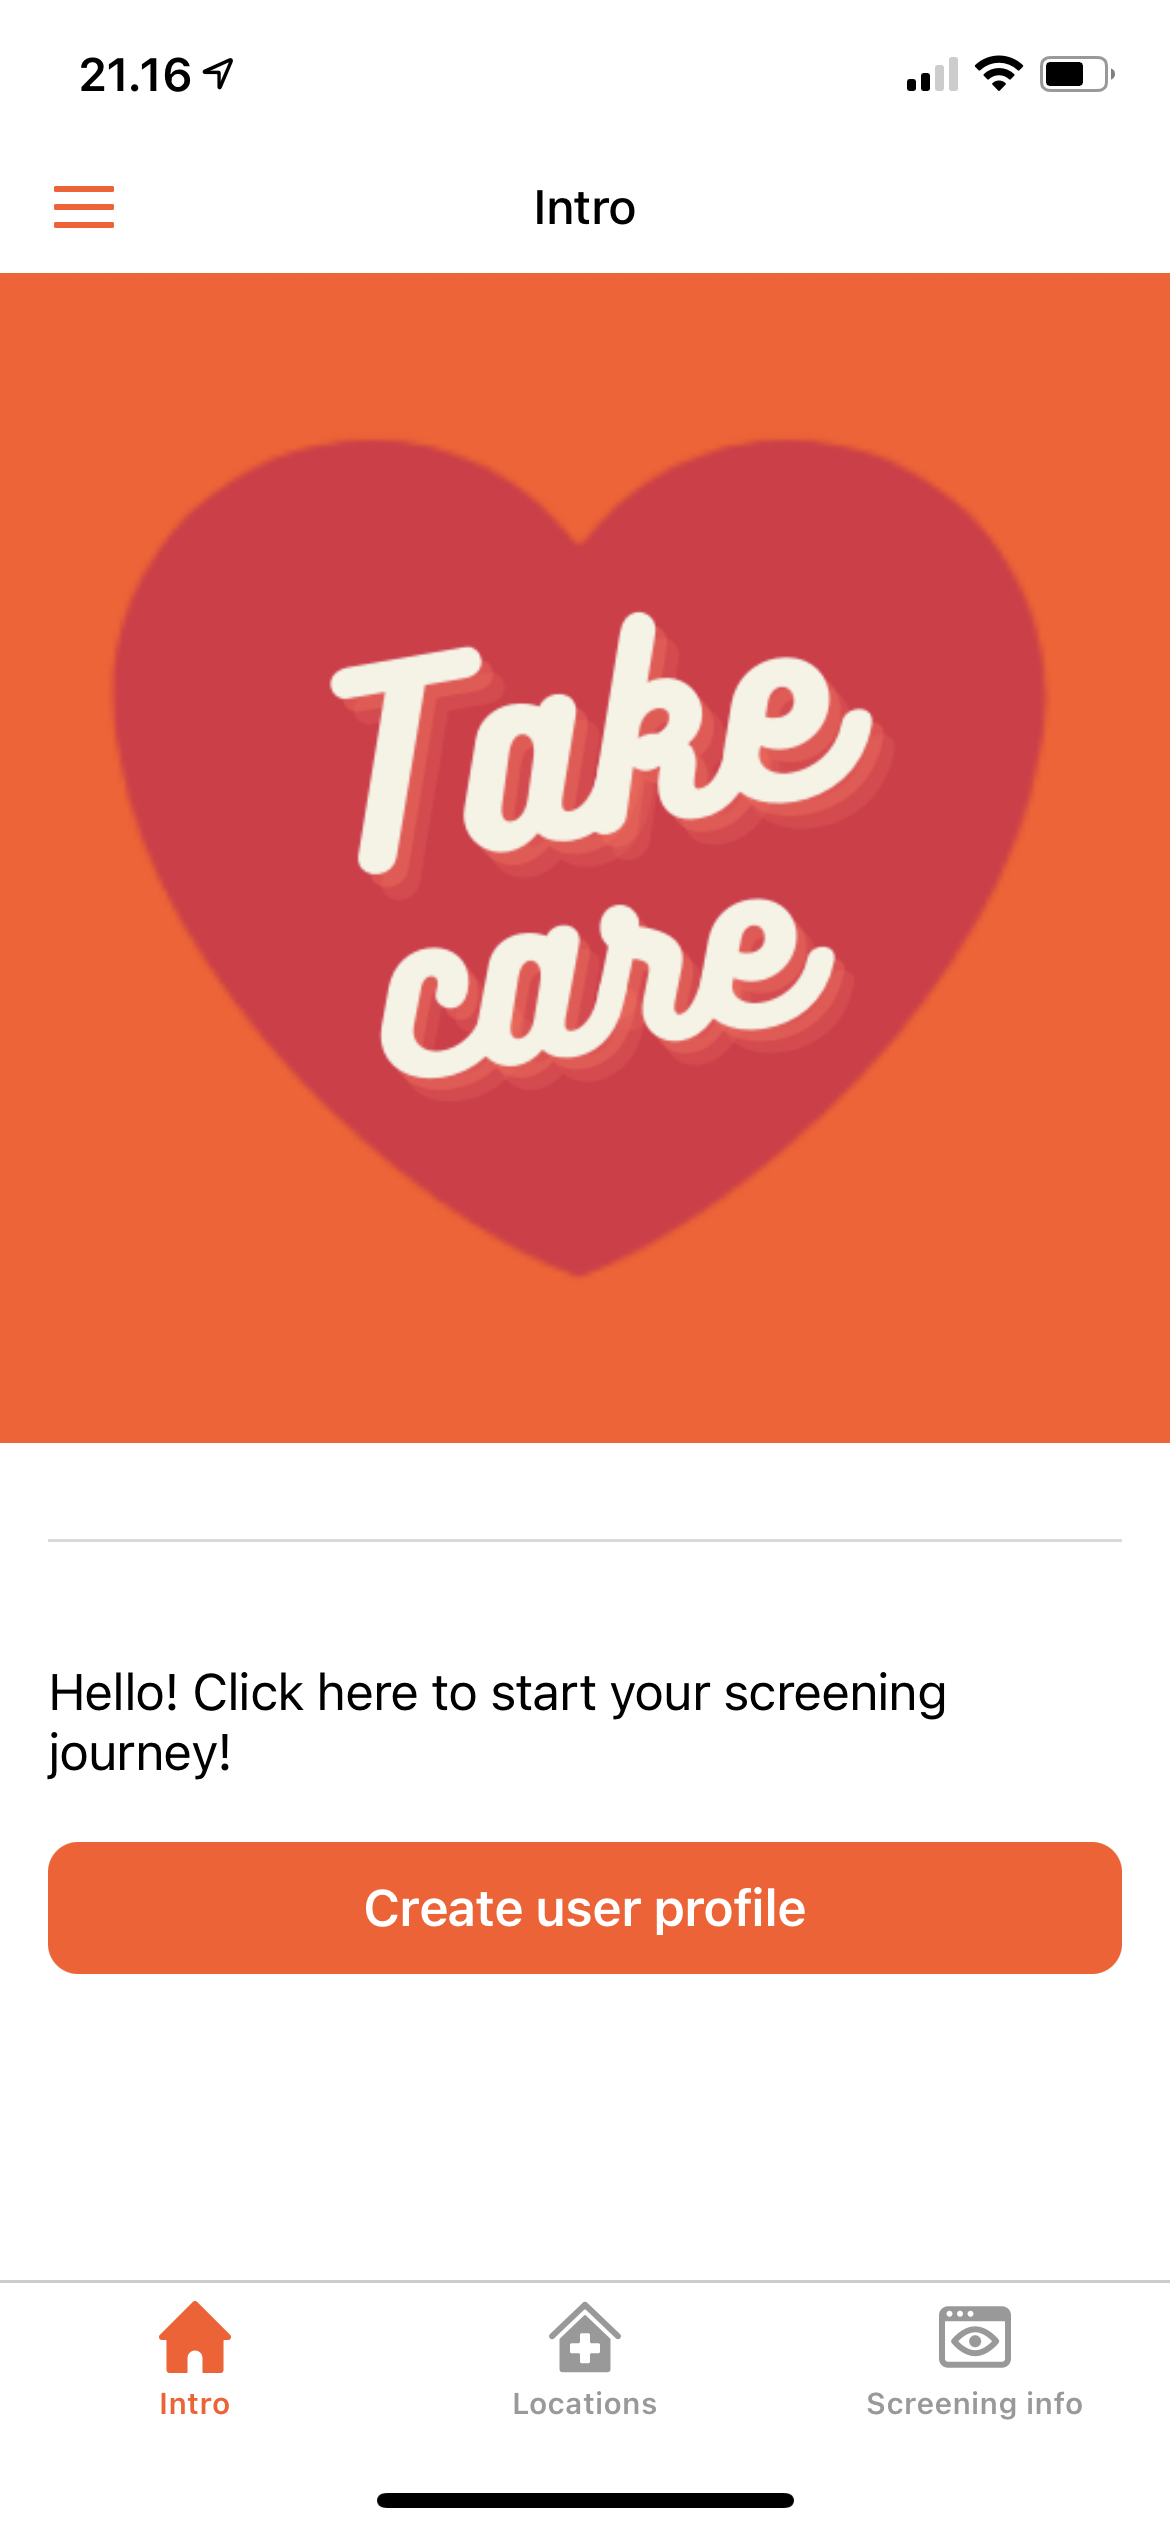 21.16
Intro
Take
care
Hello! Click here to start your screening
journey!
Create user profile
Intro
Locations
Screening info